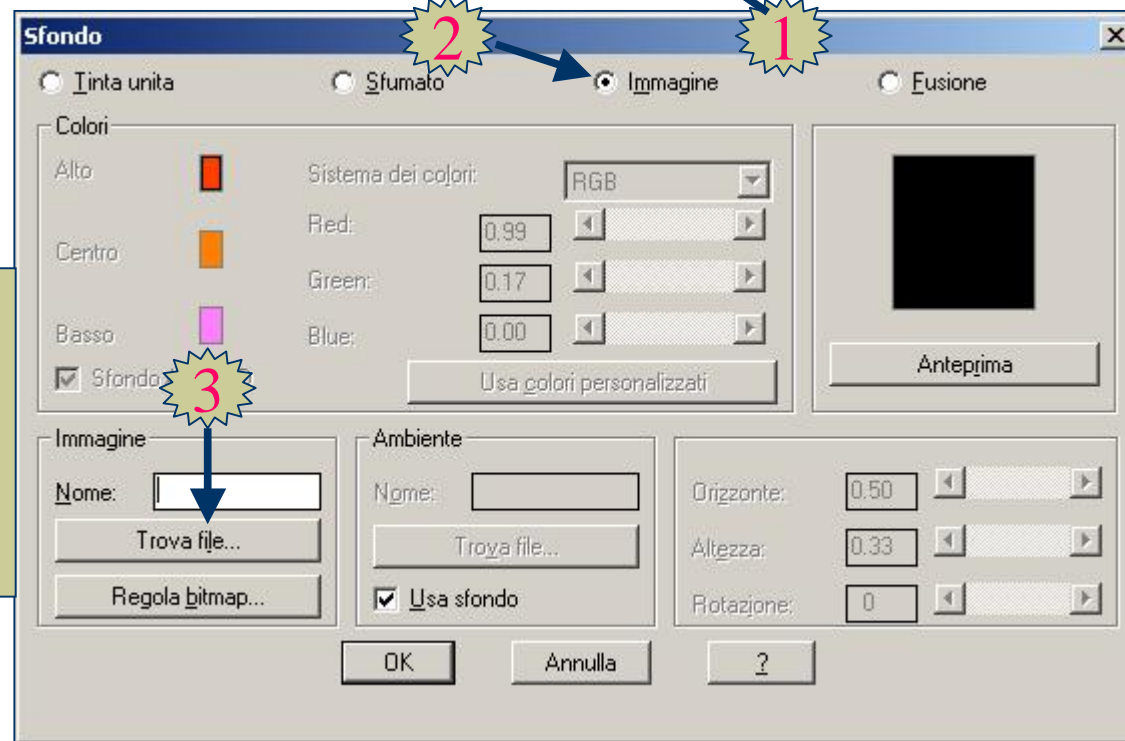 2
1
Sfondo
Tinta unita
Sfumato
Immagine
Fusione
Colori
Alto
Centro
Basso
Sfondo
Sistema dei colori:
RGB
Red:
0.99
Green:
0.17
Blue:
0.00
Usa colori personalizzati
Anteprima
3
Immagine
Nome:
Trova file...
Regola bitmap...
Ambiente
Nome:
Trova file...
Usa sfondo
Orizzonte:
0.50
Altezza:
0.33
Rotazione:
0
OK
Annulla
?